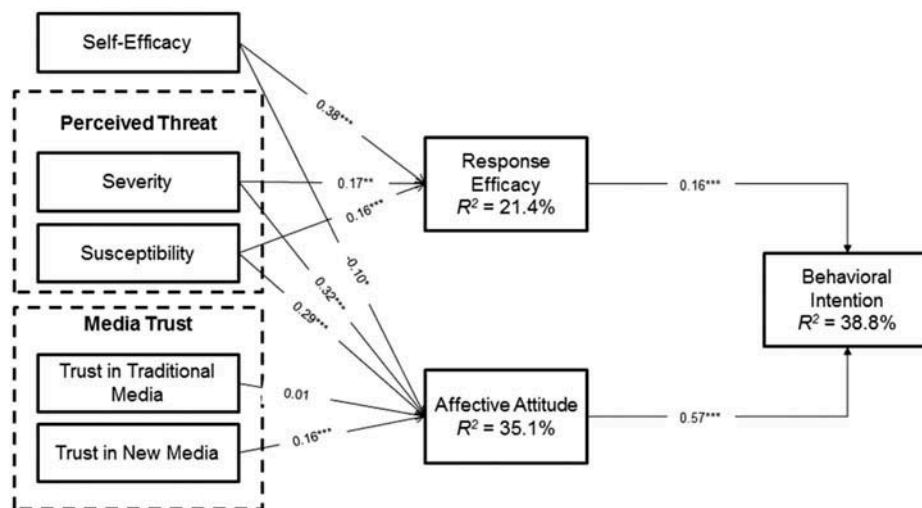 Self-Efficacy
Perceived Threat
Severity
Susceptibility
Media Trust
Trust in Traditional
Media
Trust in New Media
0.38***
0.17**
0.16***
-0.10*
0.32***
0.29***
0.01
0.16***
Response
Efficacy
R² = 21.4%
Affective Attitude
R² = 35.1%
0.16***
0.57***
Behavioral
Intention
R² = 38.8%